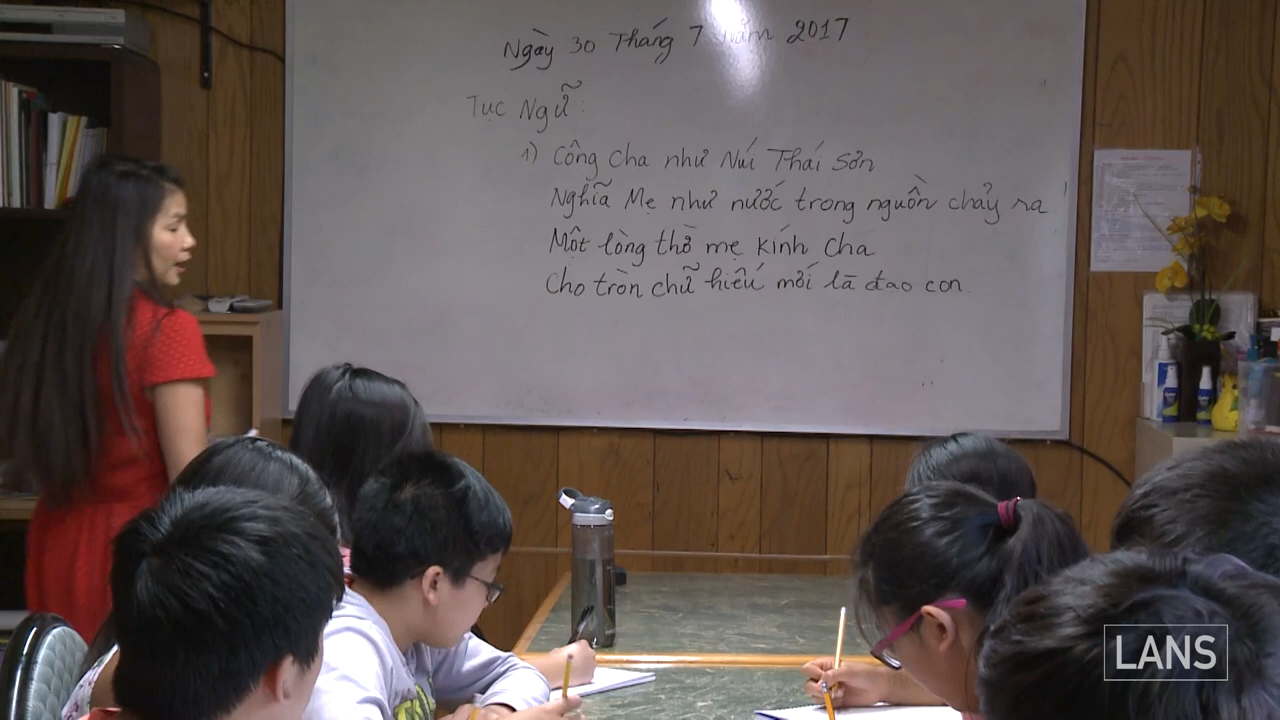 Ngày 30 Tháng 7 năm 2017
Tục Ngữ:
1) Công Cha như Núi Thái Sơn
Nghĩa Mẹ như nước trong nguồn chảy ra
Một lòng thờ mẹ kính cha
Cho tròn chữ hiếu mới là đạo con.
LANS